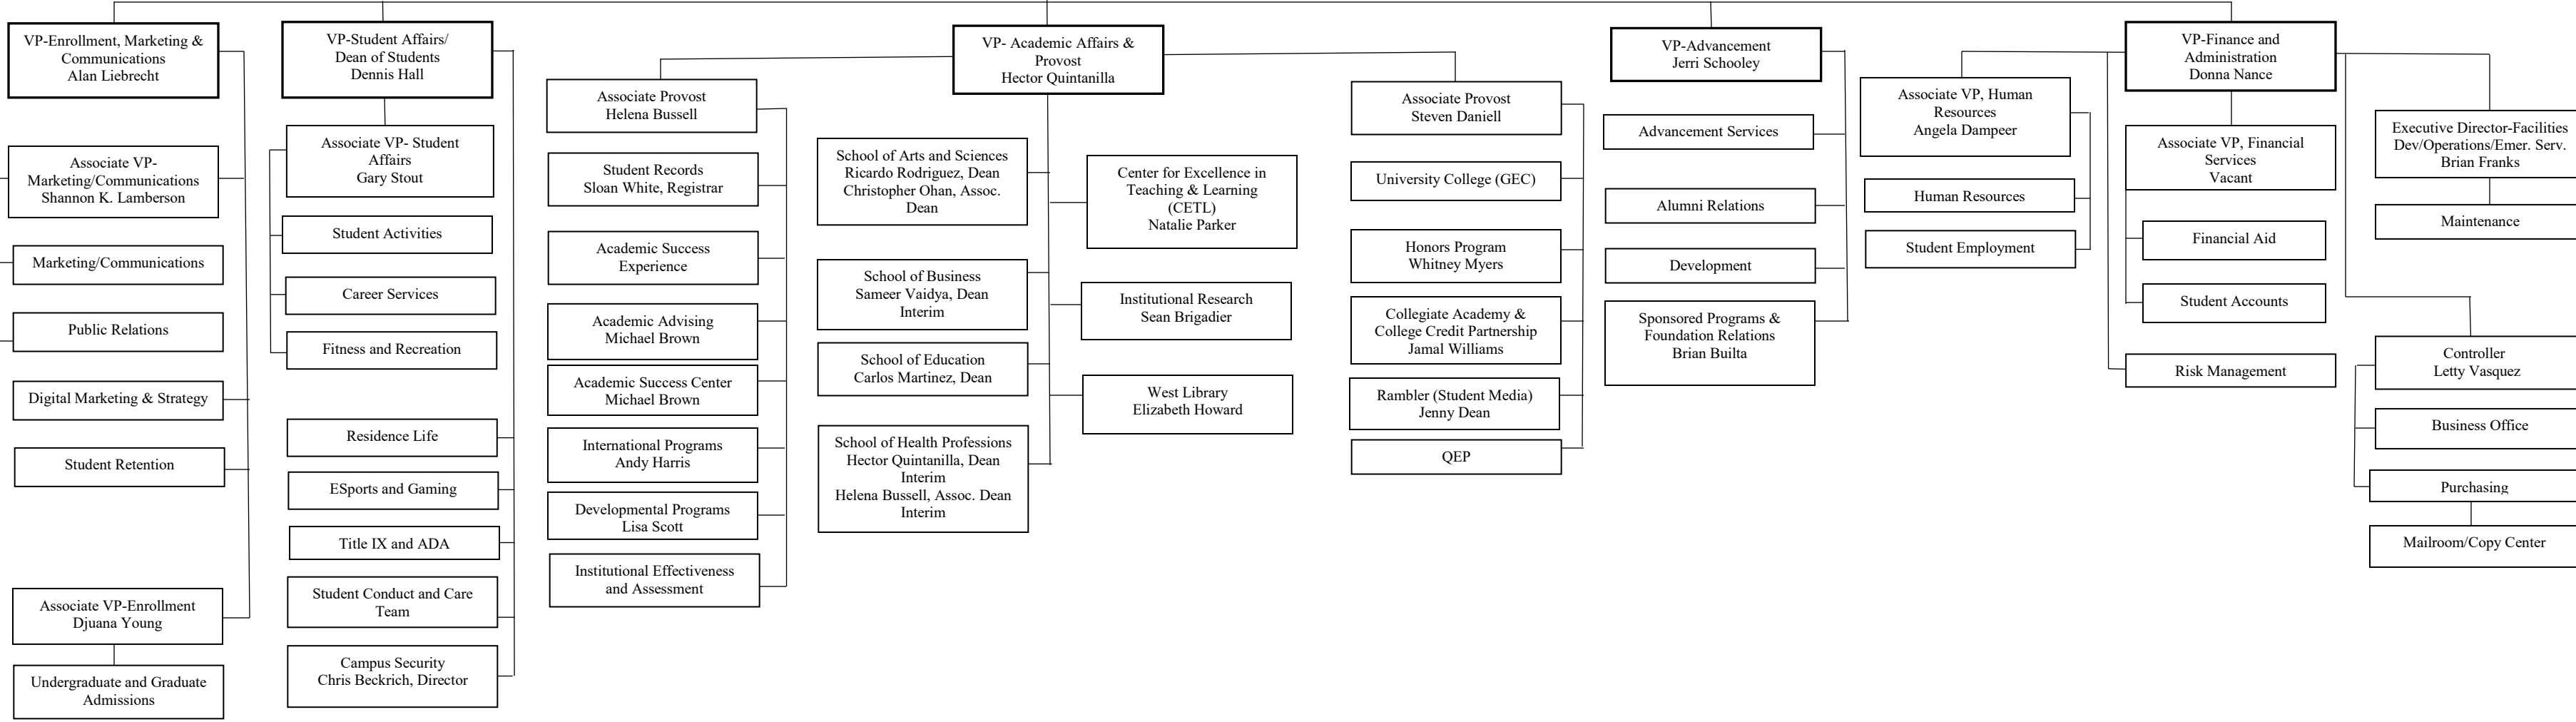 VP-Enrollment, Marketing &
Communications
Alan Liebrecht
Associate VP-
Marketing/Communications
Shannon K. Lamberson
Marketing/Communications
Public Relations
Digital Marketing & Strategy
Student Retention
Associate VP-Enrollment
Djuana Young
Undergraduate and Graduate
Admissions
VP-Student Affairs/
Dean of Students
Dennis Hall
Associate VP- Student
Affairs
Gary Stout
Student Activities
Career Services
Fitness and Recreation
Residence Life
ESports and Gaming
Title IX and ADA
Student Conduct and Care
Team
Campus Security
Chris Beckrich, Director
VP- Academic Affairs &
Provost
Hector Quintanilla
Associate Provost
Helena Bussell
Student Records
Sloan White, Registrar
Academic Success
Experience
Academic Advising
Michael Brown
Academic Success Center
Michael Brown
International Programs
Andy Harris
Developmental Programs
Lisa Scott
Institutional Effectiveness
and Assessment
School of Arts and Sciences
Ricardo Rodriguez, Dean
Christopher Ohan, Assoc.
Dean
School of Business
Sameer Vaidya, Dean
Interim
School of Education
Carlos Martinez, Dean
School of Health Professions
Hector Quintanilla, Dean
Interim
Helena Bussell, Assoc. Dean
Interim
Center for Excellence in
Teaching & Learning
(CETL)
Natalie Parker
Institutional Research
Sean Brigadier
West Library
Elizabeth Howard
Associate Provost
Steven Daniell
University College (GEC)
Honors Program
Whitney Myers
Collegiate Academy &
College Credit Partnership
Jamal Williams
Rambler (Student Media)
Jenny Dean
QEP
VP-Advancement
Jerri Schooley
Advancement Services
Alumni Relations
Development
Sponsored Programs &
Foundation Relations
Brian Builta
VP-Finance and
Administration
Donna Nance
Associate VP, Human
Resources
Angela Dampeer
Human Resources
Student Employment
Associate VP, Financial
Services
Vacant
Financial Aid
Student Accounts
Risk Management
Executive Director-Facilities
Dev/Operations/Emer. Serv.
Brian Franks
Maintenance
Controller
Letty Vasquez
Business Office
Purchasing
Mailroom/Copy Center